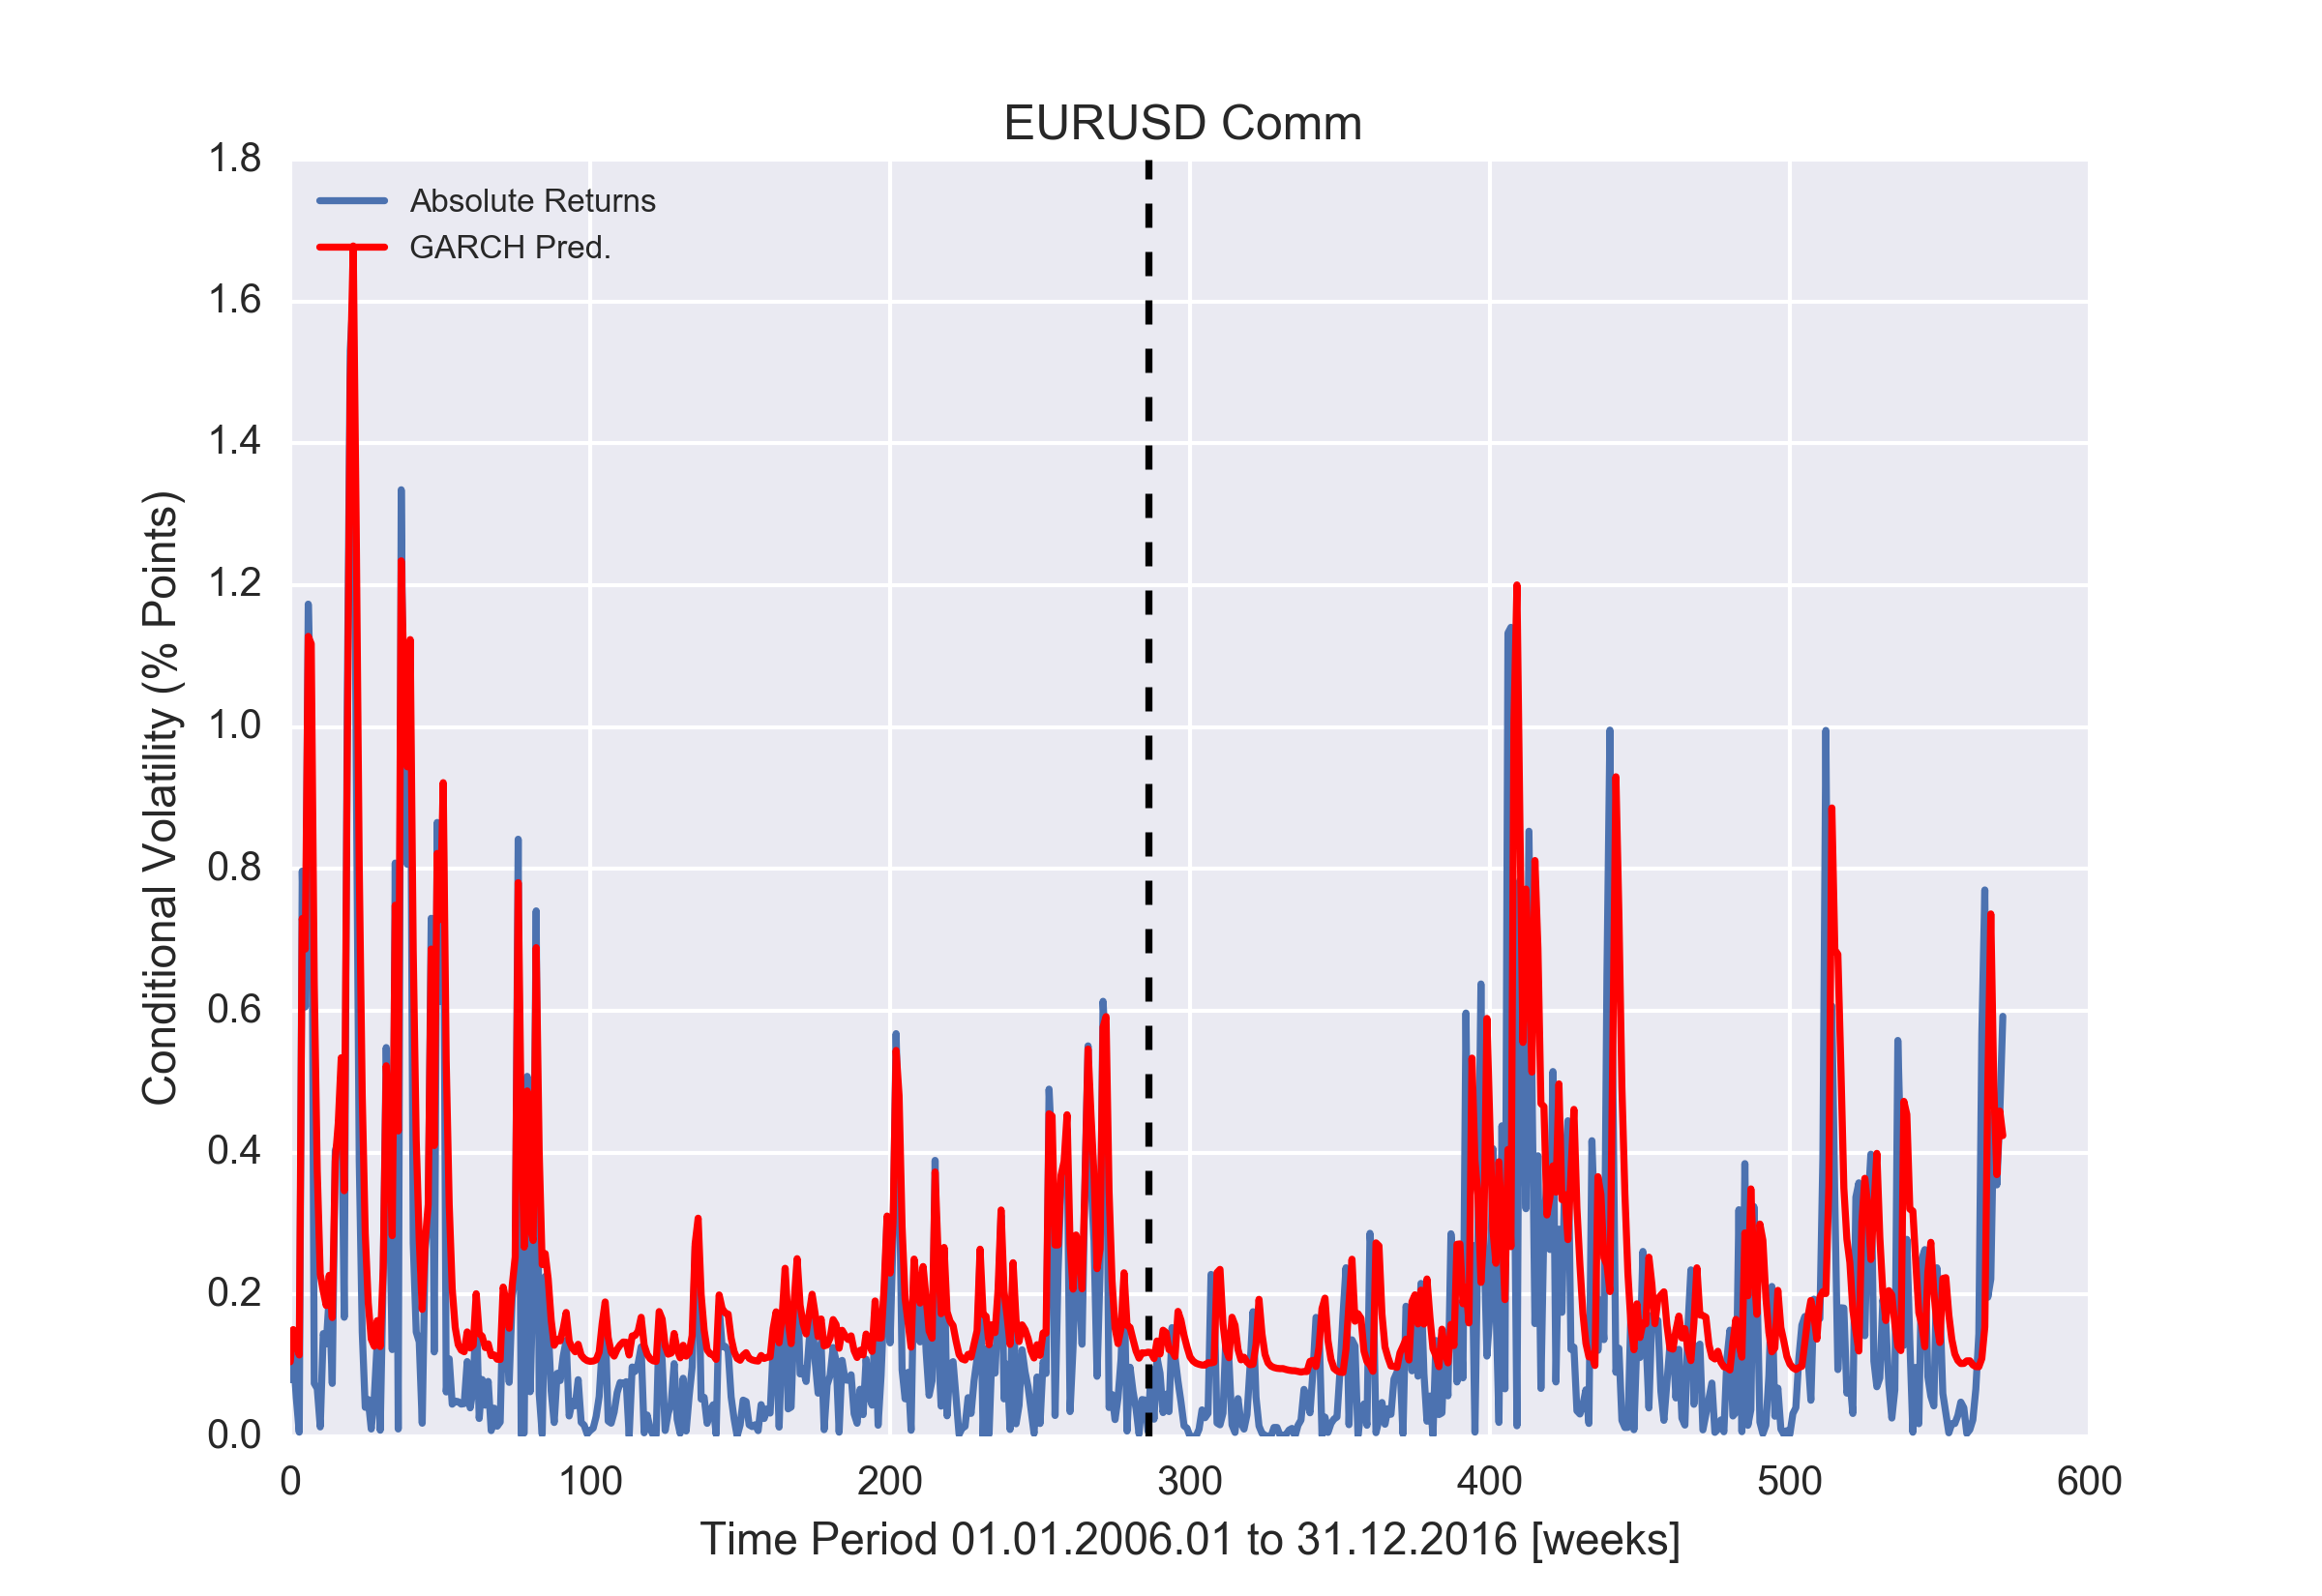 EURUSD Comm
1.8
1.6
1.4
1.2
1.0
0.8
0.6
0.4
0.2
0.0
Absolute Returns
GARCH Pred.
Conditional Volatility (% Points)
0 100 200 300 400 500 600
Time Period 01.01.2006.01 to 31.12.2016 [weeks]